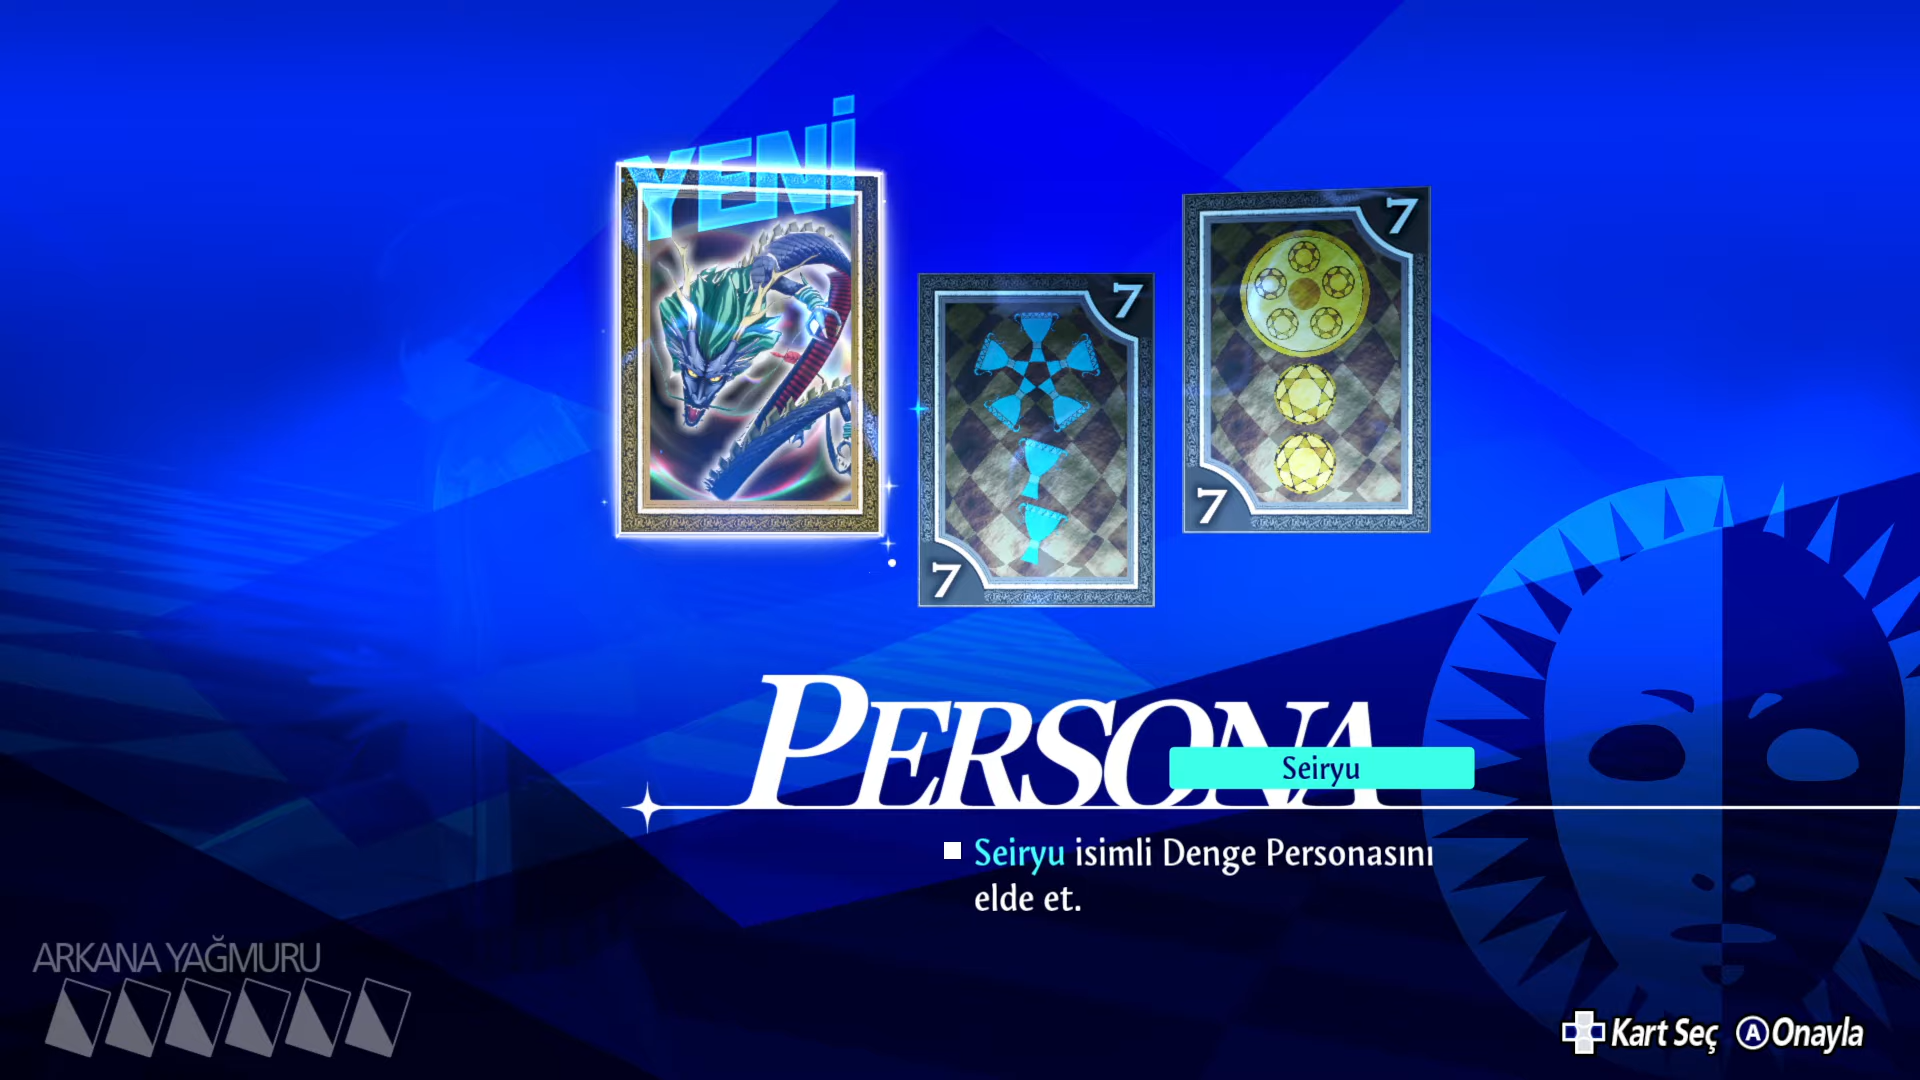 YENİ
7
7
7
7
PERSONA
Seiryu
Seiryu isimli Denge Personasını
elde et.
ARKANA YAĞMURU
Kart Seç A Onayla